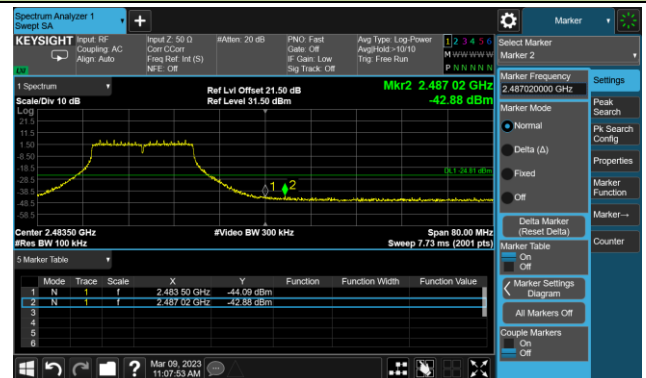 Spectrum Analyzer 1
Swept SA
Marker
KEYSIGHT
Input: RF
Coupling: AC
Align: Auto
Input Z: 50 Ω
Corr CCorr
Freq Ref: Int (S)
NFE: Off
#Atten: 20 dB
PNO: Fast
Gate: Off
IF Gain: Low
Sig Track: Off
Avg Type: Log-Power
Avg|Hold:>10/10
Trig: Free Run
1 2 3 4 5 6
M W W W W W
P N N N N N
LXI
Select Marker
Marker 2
1 Spectrum
Scale/Div 10 dB
Log
Ref Lvl Offset 21.50 dB
Ref Level 31.50 dBm
Mkr2 2.487 02 GHz
-42.88 dBm
21.5
11.5
1.50
-8.50
-18.5
-28.5
-38.5
-48.5
-58.5
DL1 -24.81 dBm
1
2
Center 2.48350 GHz
#Res BW 100 kHz
#Video BW 300 kHz
Span 80.00 MHz
Sweep 7.73 ms (2001 pts)
5 Marker Table
Mode Trace Scale X Y Function Function Width Function Value
1 N 1 f 2.483 50 GHz -44.09 dBm
2 N 1 f 2.487 02 GHz -42.88 dBm
3
4
5
6
Marker Frequency
2.487020000 GHz
Marker Mode
Normal
Delta (Δ)
Fixed
Off
Delta Marker
(Reset Delta)
Marker Table
On
Off
Marker Settings
Diagram
All Markers Off
Couple Markers
On
Off
Settings
Peak
Search
Pk Search
Config
Properties
Marker
Function
Marker→
Counter
?
Mar 09, 2023
11:07:53 AM